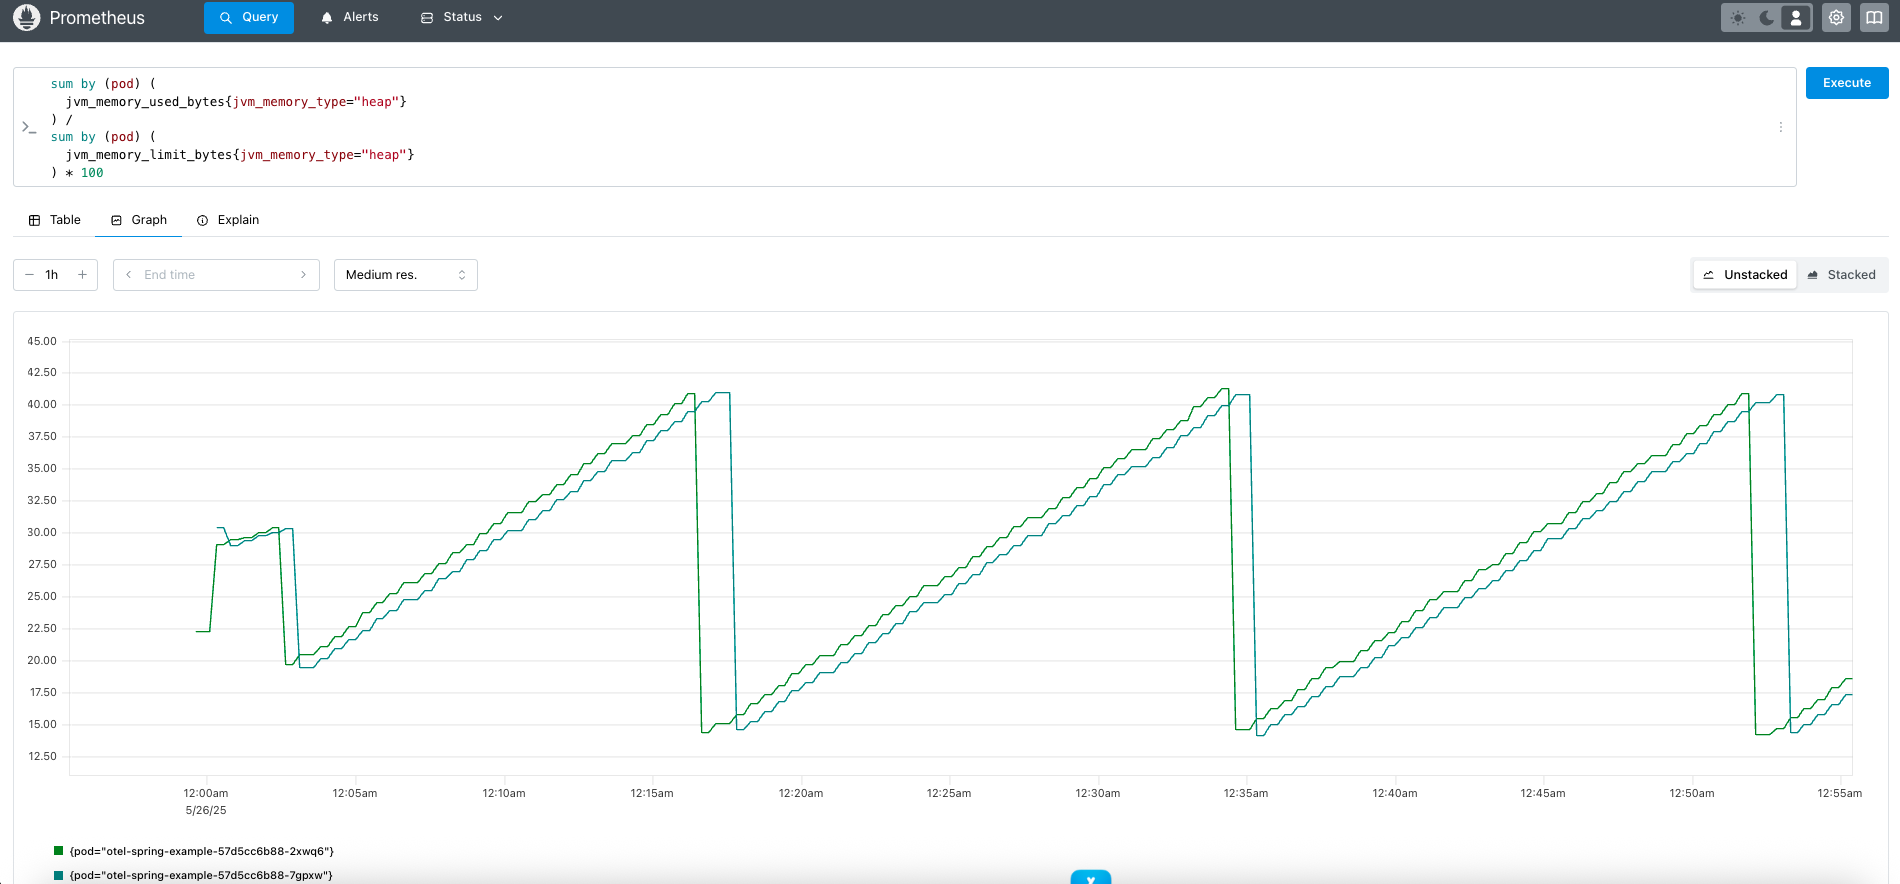 Prometheus
Query
Alerts
Status
sum by (pod) (
jvm_memory_used_bytes{jvm_memory_type="heap"}
) /
sum by (pod) (
jvm_memory_limit_bytes{jvm_memory_type="heap"}
) * 100
Execute
Table
Graph
Explain
− 1h +
End time
Medium res.
Unstacked
Stacked
45.00
42.50
40.00
37.50
35.00
32.50
30.00
27.50
25.00
22.50
20.00
17.50
15.00
12.50
12:00am 12:05am 12:10am 12:15am 12:20am 12:25am 12:30am 12:35am 12:40am 12:45am 12:50am 12:55am
5/26/25
{pod="otel-spring-example-57d5cc6b88-2xwq6"}
{pod="otel-spring-example-57d5cc6b88-7gpxw"}